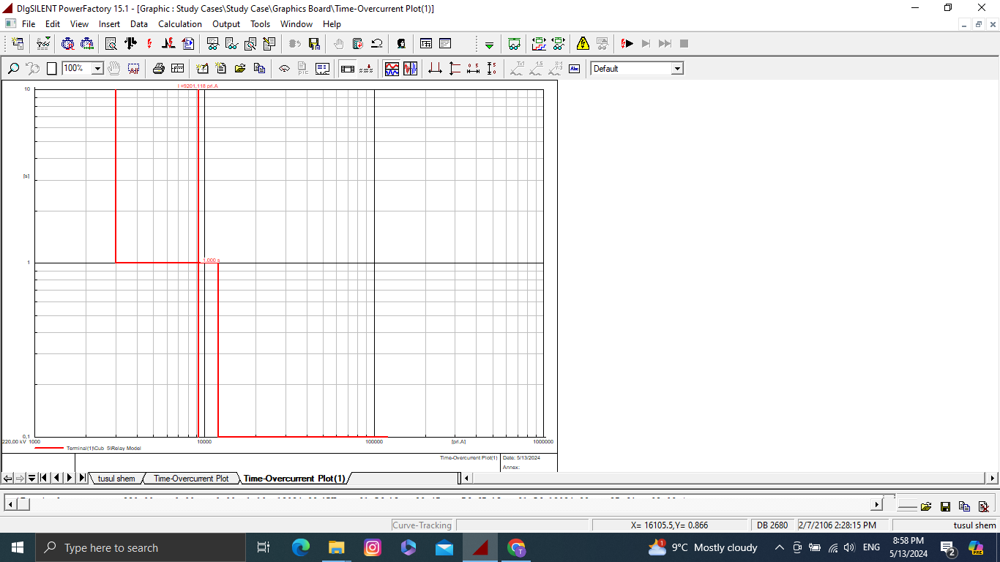 DIgSILENT PowerFactory 15.1 - [Graphic : Study Cases\Study Case\Graphics Board\Time-Overcurrent Plot(1)]
File Edit View Insert Data Calculation Output Tools Window Help
100%
Abc
Default
I =9201,118 pri.A
10
[s]
1
1.000 s
0,1
220,00 kV 1000 10000 100000 [pri.A] 1000000
Terminal(1)\Cub_5\Relay Model
Time-Overcurrent Plot(1) Date: 5/13/2024
Annex:
tusul shem Time-Overcurrent Plot Time-Overcurrent Plot(1)
Curve-Tracking X= 16105.5,Y= 0.866 DB 2680 2/7/2106 2:28:15 PM tusul shem
Type here to search 9°C Mostly cloudy ENG 8:58 PM
5/13/2024